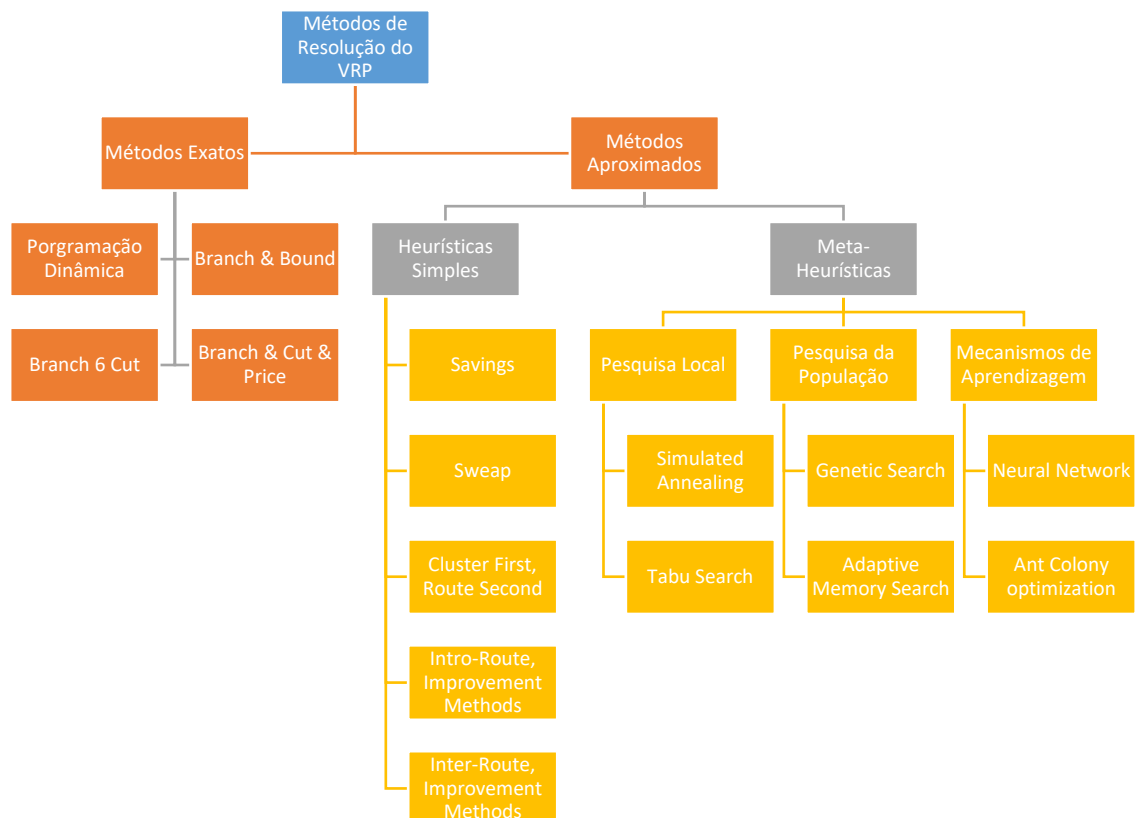 Métodos de
Resolução do
VRP
Métodos Exatos
Métodos
Aproximados
Porgramação
Dinâmica
Branch & Bound
Branch 6 Cut
Branch & Cut &
Price
Heurísticas
Simples
Meta-
Heurísticas
Savings
Sweap
Cluster First,
Route Second
Intro-Route,
Improvement
Methods
Inter-Route,
Improvement
Methods
Pesquisa Local
Simulated
Annealing
Tabu Search
Pesquisa da
População
Genetic Search
Adaptive
Memory Search
Mecanismos de
Aprendizagem
Neural Network
Ant Colony
optimization